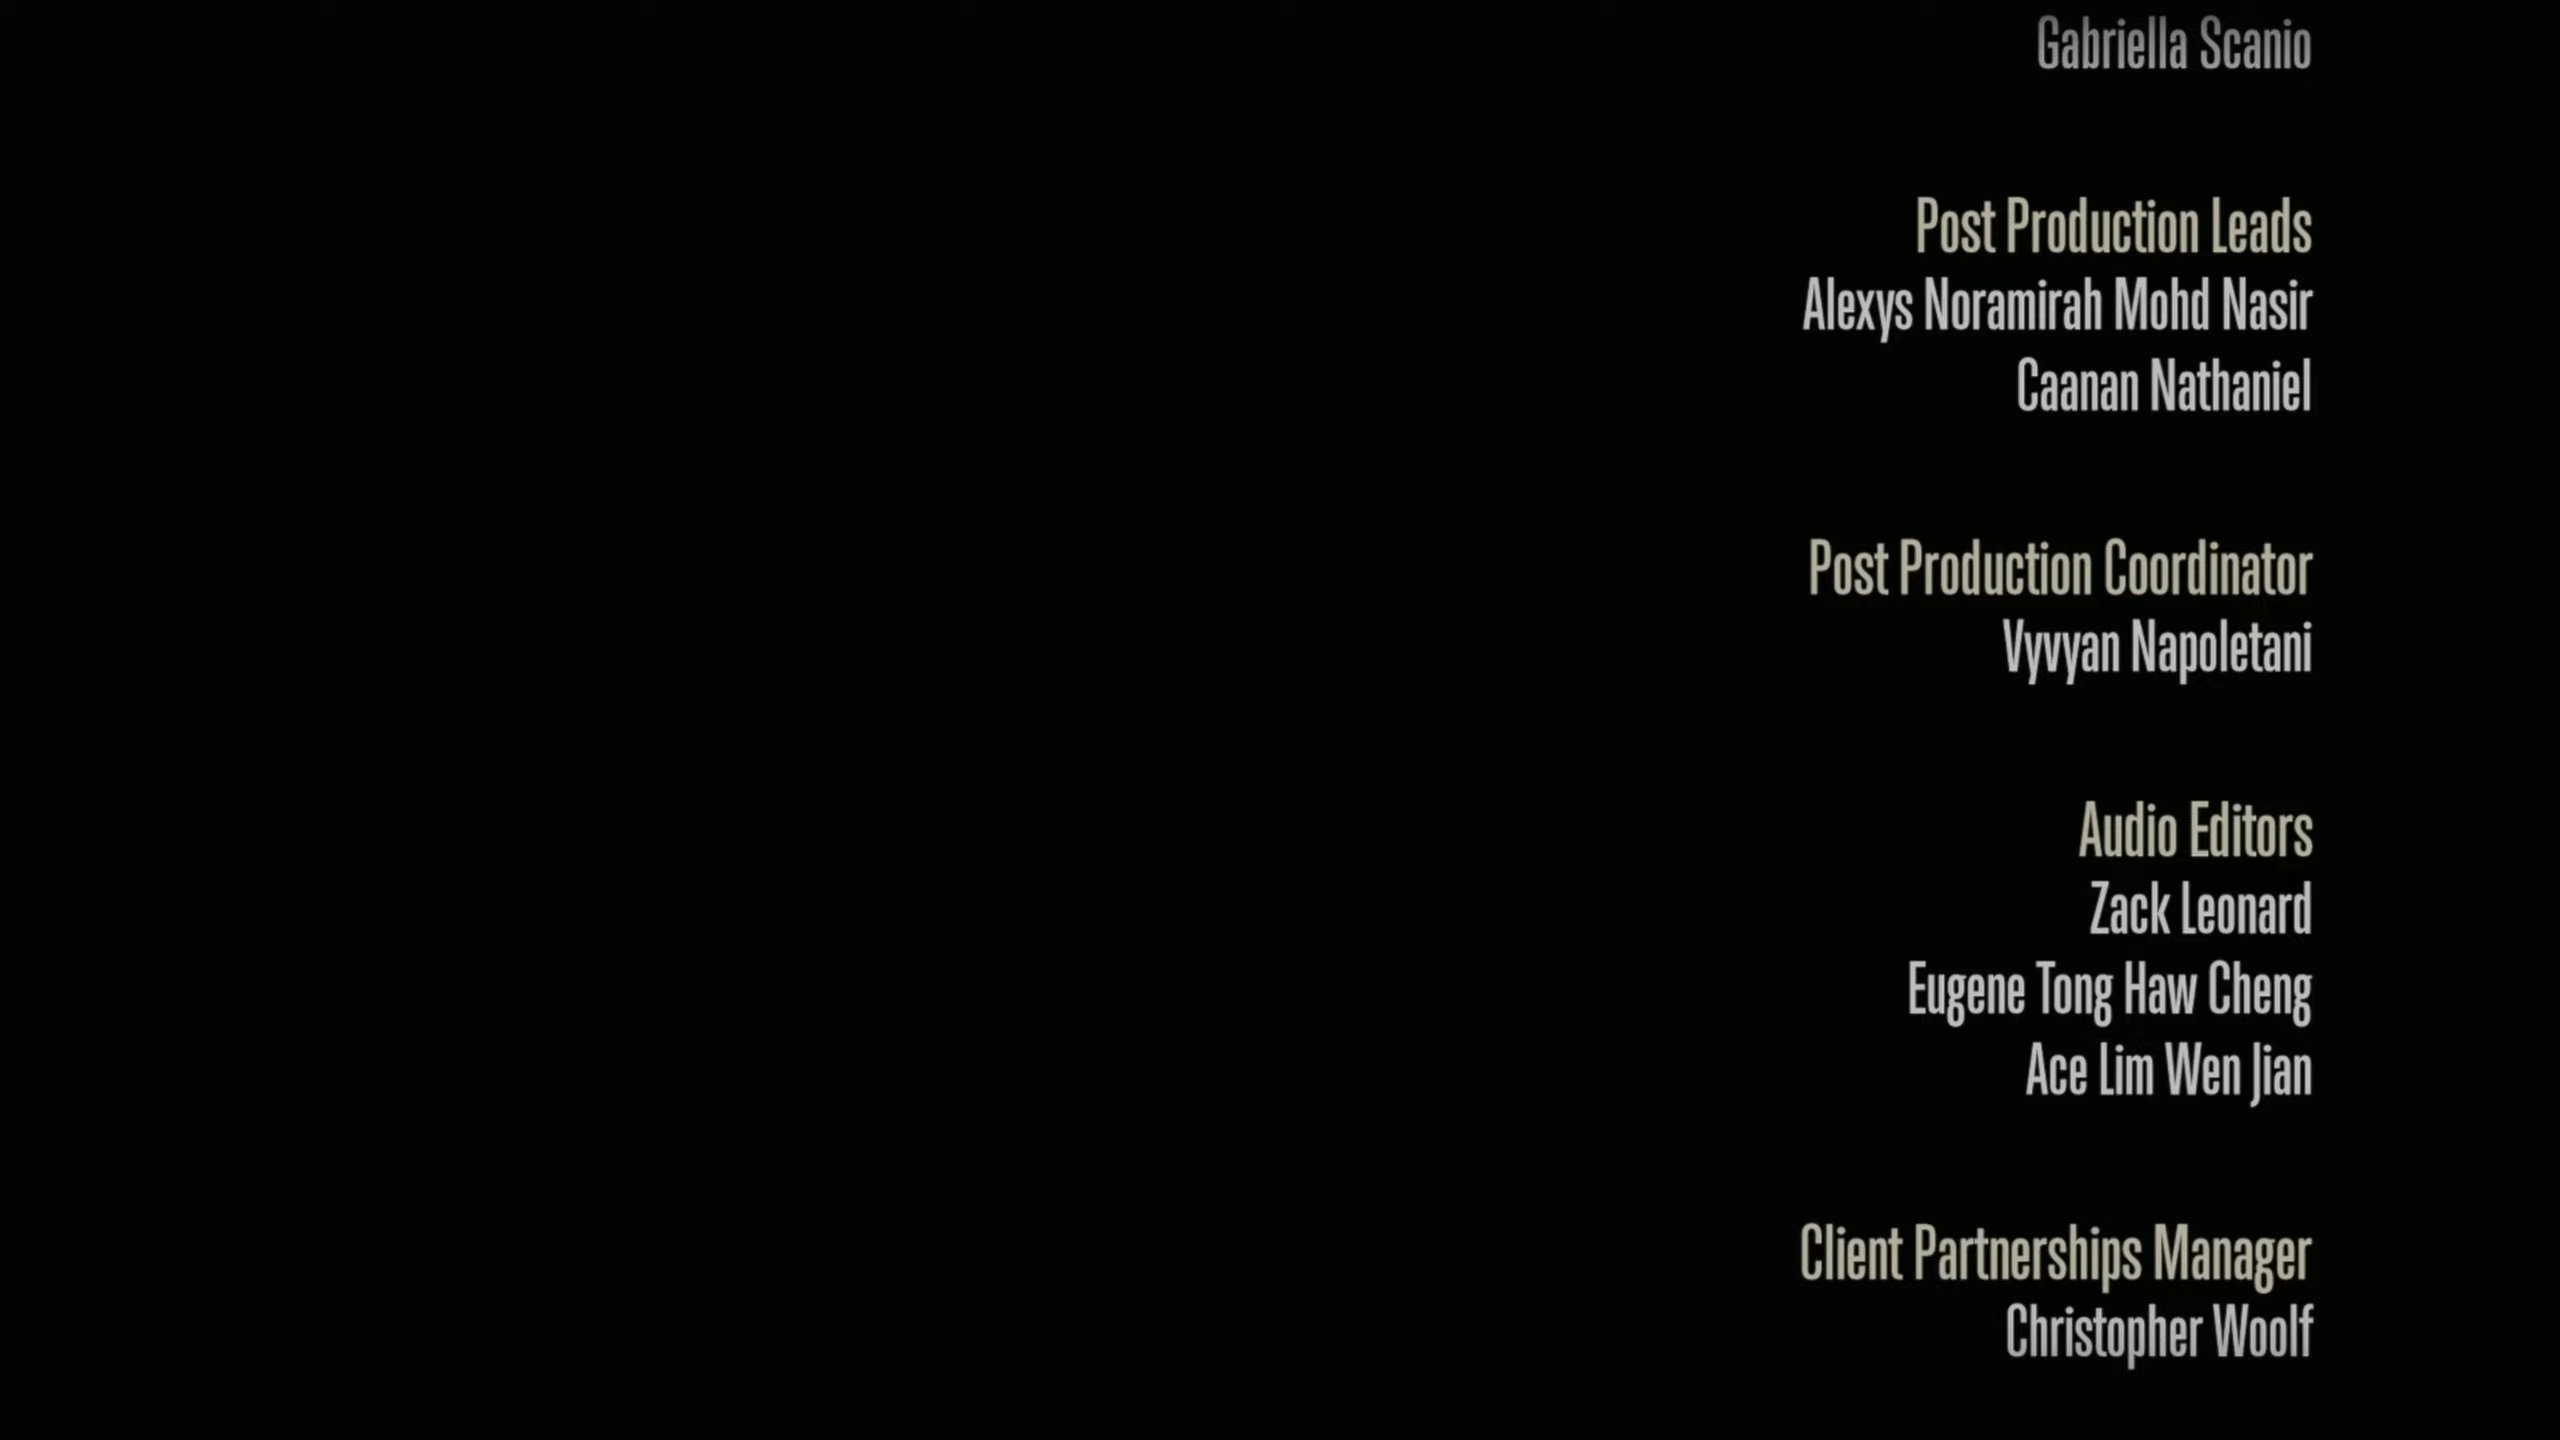 Gabriella Scanio
Post Production Leads
Alexys Noramirah Mohd Nasir
Caanan Nathaniel
Post Production Coordinator
Vyvyan Napoletani
Audio Editors
Zack Leonard
Eugene Tong Haw Cheng
Ace Lim Wen Jian
Client Partnerships Manager
Christopher Woolf